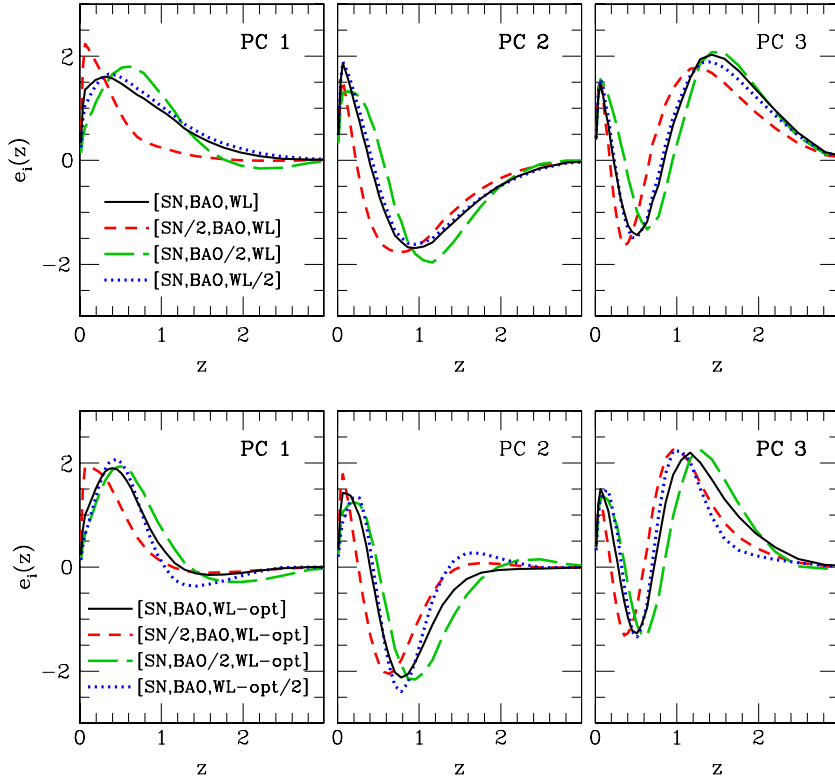 PC 1
PC 2
PC 3
2
0
-2
e_i(z)
[SN,BAO,WL]
[SN/2,BAO,WL]
[SN,BAO/2,WL]
[SN,BAO,WL/2]
0 1 2
0 1 2
0 1 2
z
z
z
PC 1
PC 2
PC 3
2
0
-2
e_i(z)
[SN,BAO,WL-opt]
[SN/2,BAO,WL-opt]
[SN,BAO/2,WL-opt]
[SN,BAO,WL-opt/2]
0 1 2
0 1 2
0 1 2
z
z
z